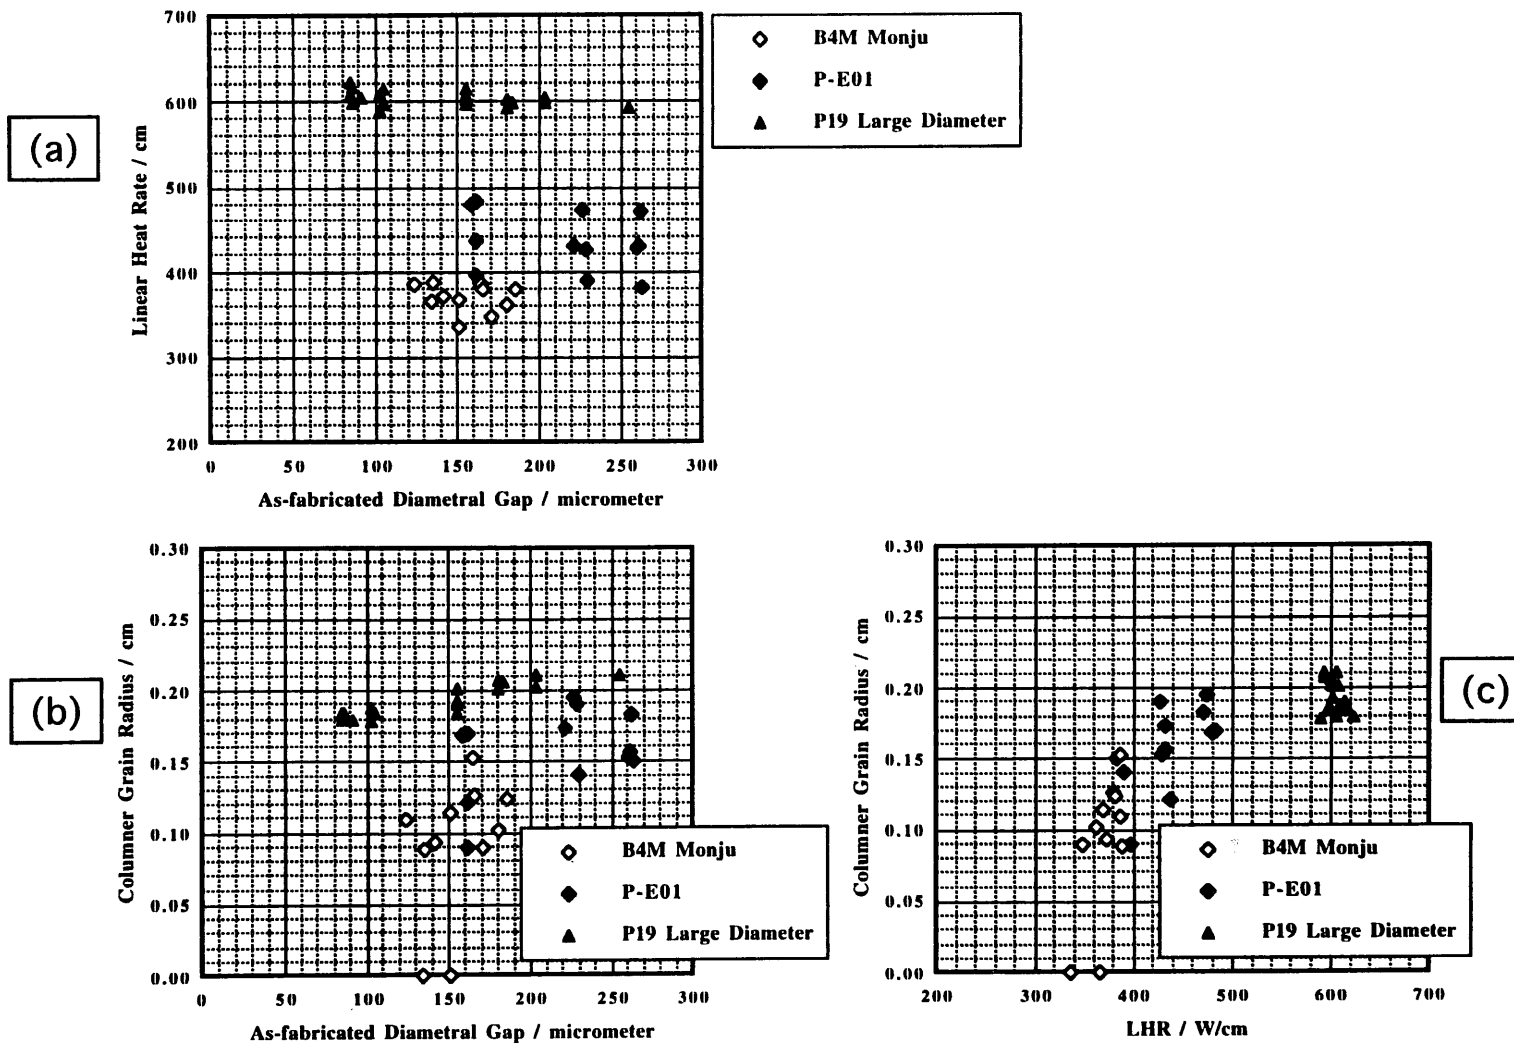 (a)
700
600
500
400
300
200
Linear Heat Rate / cm
0 50 100 150 200 250 300
As-fabricated Diametral Gap / micrometer
B4M Monju
P-E01
P19 Large Diameter
(b)
0.30
0.25
0.20
0.15
0.10
0.05
0.00
Columner Grain Radius / cm
0 50 100 150 200 250 300
As-fabricated Diametral Gap / micrometer
B4M Monju
P-E01
P19 Large Diameter
(c)
0.30
0.25
0.20
0.15
0.10
0.05
0.00
Columner Grain Radius / cm
200 300 400 500 600 700
LHR / W/cm
B4M Monju
P-E01
P19 Large Diameter